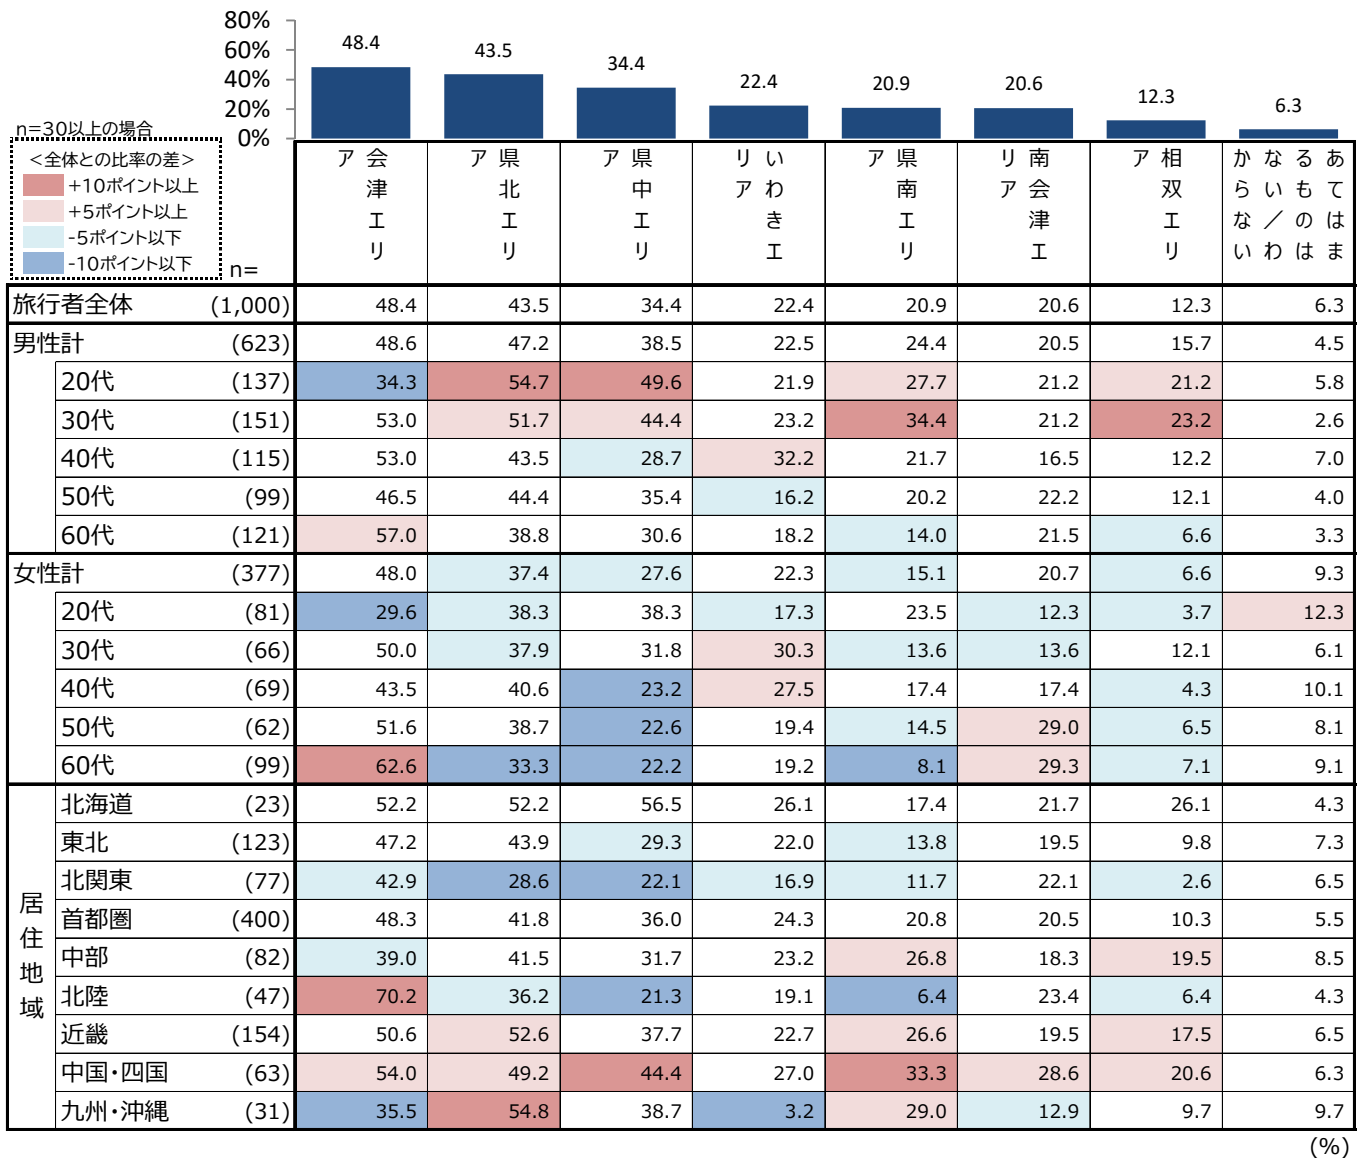 80%
60%
40%
20%
0%
48.4
43.5
34.4
22.4
20.9
20.6
12.3
6.3
n=30以上の場合
<全体との比率の差>
+10ポイント以上
+5ポイント以上
-5ポイント以下
-10ポイント以下
n=
会津エリア
県北エリア
県中エリア
いわきエリア
県南エリア
南会津エリア
相双エリア
あてはまるものはない／わからない
旅行者全体 (1,000) 48.4 43.5 34.4 22.4 20.9 20.6 12.3 6.3
男性計 (623) 48.6 47.2 38.5 22.5 24.4 20.5 15.7 4.5
20代 (137) 34.3 54.7 49.6 21.9 27.7 21.2 21.2 5.8
30代 (151) 53.0 51.7 44.4 23.2 34.4 21.2 23.2 2.6
40代 (115) 53.0 43.5 28.7 32.2 21.7 16.5 12.2 7.0
50代 (99) 46.5 44.4 35.4 16.2 20.2 22.2 12.1 4.0
60代 (121) 57.0 38.8 30.6 18.2 14.0 21.5 6.6 3.3
女性計 (377) 48.0 37.4 27.6 22.3 15.1 20.7 6.6 9.3
20代 (81) 29.6 38.3 38.3 17.3 23.5 12.3 3.7 12.3
30代 (66) 50.0 37.9 31.8 30.3 13.6 13.6 12.1 6.1
40代 (69) 43.5 40.6 23.2 27.5 17.4 17.4 4.3 10.1
50代 (62) 51.6 38.7 22.6 19.4 14.5 29.0 6.5 8.1
60代 (99) 62.6 33.3 22.2 19.2 8.1 29.3 7.1 9.1
居住地域
北海道 (23) 52.2 52.2 56.5 26.1 17.4 21.7 26.1 4.3
東北 (123) 47.2 43.9 29.3 22.0 13.8 19.5 9.8 7.3
北関東 (77) 42.9 28.6 22.1 16.9 11.7 22.1 2.6 6.5
首都圏 (400) 48.3 41.8 36.0 24.3 20.8 20.5 10.3 5.5
中部 (82) 39.0 41.5 31.7 23.2 26.8 18.3 19.5 8.5
北陸 (47) 70.2 36.2 21.3 19.1 6.4 23.4 6.4 4.3
近畿 (154) 50.6 52.6 37.7 22.7 26.6 19.5 17.5 6.5
中国・四国 (63) 54.0 49.2 44.4 27.0 33.3 28.6 20.6 6.3
九州・沖縄 (31) 35.5 54.8 38.7 3.2 29.0 12.9 9.7 9.7
(%)